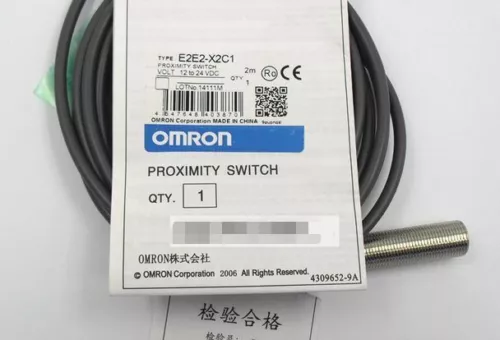 TYPE E2E2-X2C1
PROXIMITY SWITCH
VOLT 12 to 24 VDC
2m
QTY. 1
LOTNo.14111M
OMRON Corporation MADE IN CHINA
OMRON
PROXIMITY SWITCH
QTY. 1
OMRON株式会社
© OMRON Corporation 2006 All Rights Reserved.
4309652-9A
检验合格